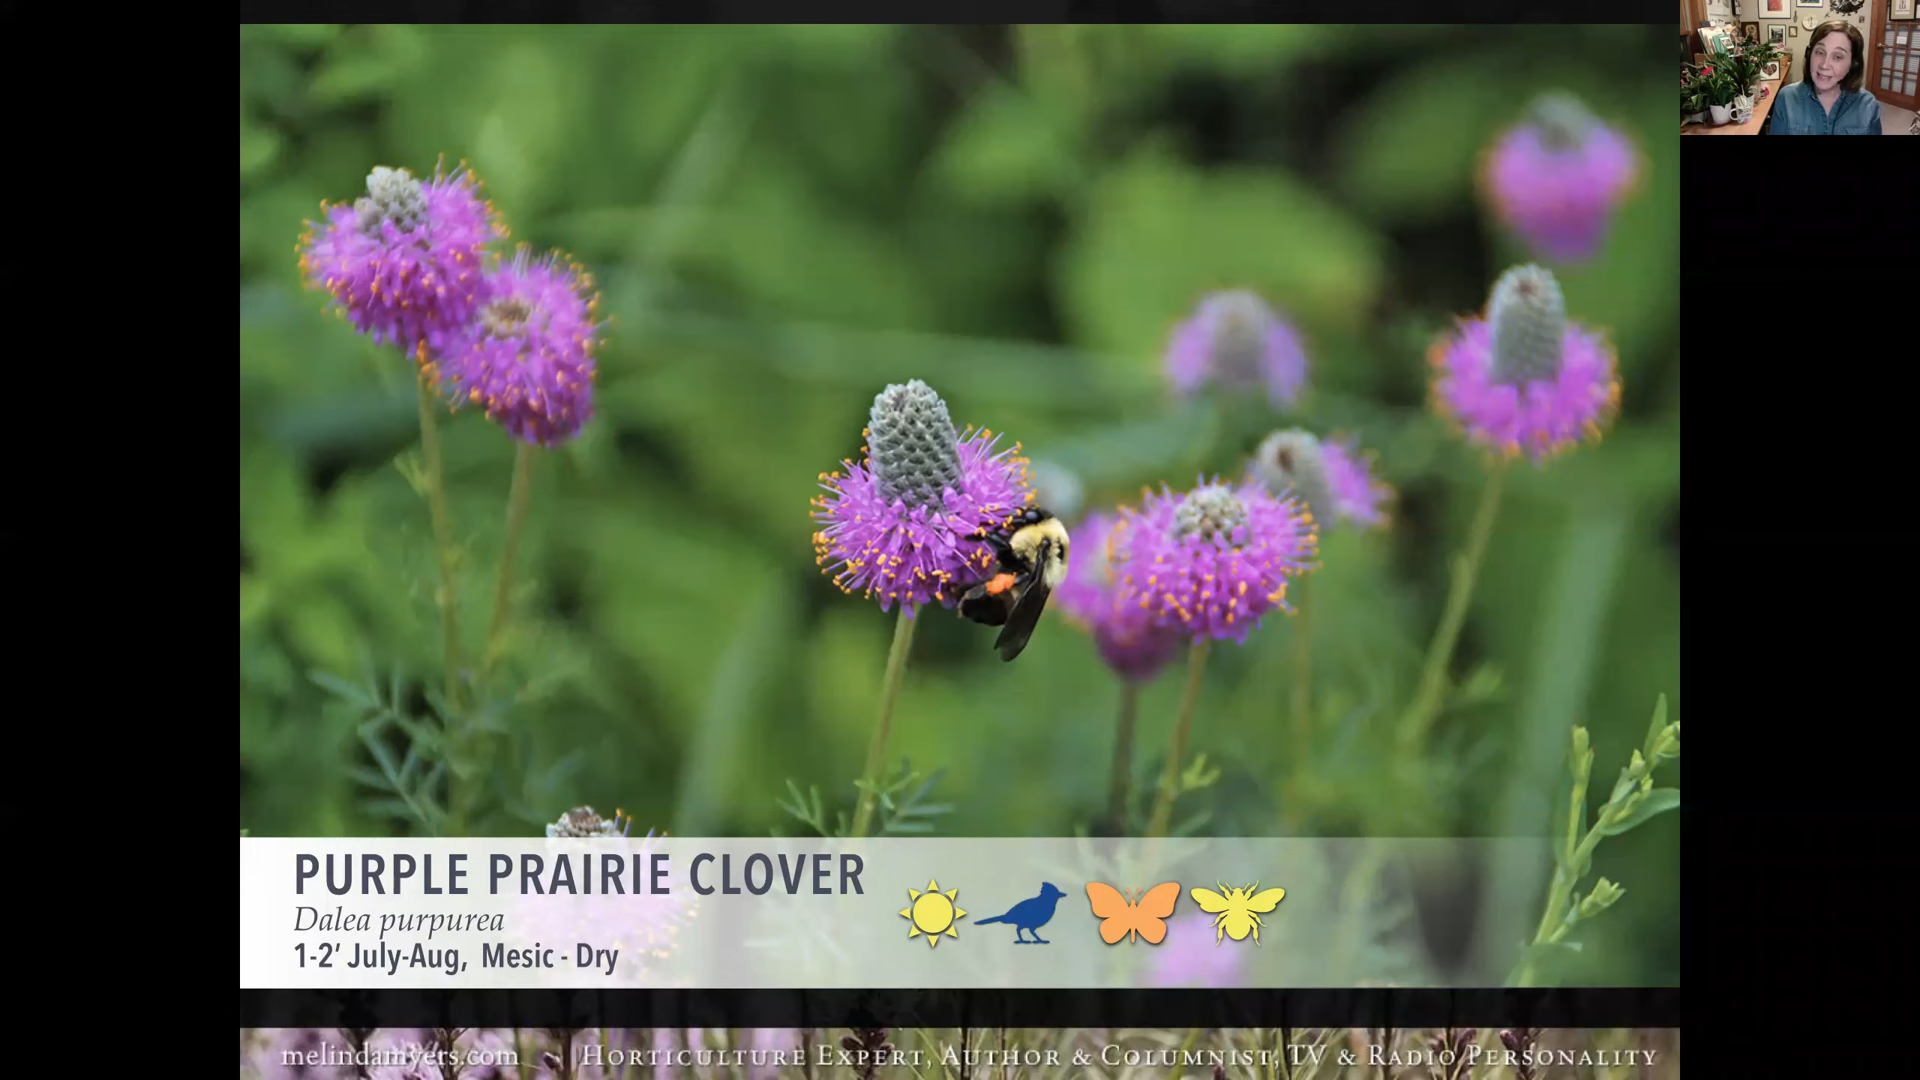 PURPLE PRAIRIE CLOVER
Dalea purpurea
1-2' July-Aug, Mesic - Dry
melindamyers.com Horticulture Expert, Author & Columnist, TV & Radio Personality